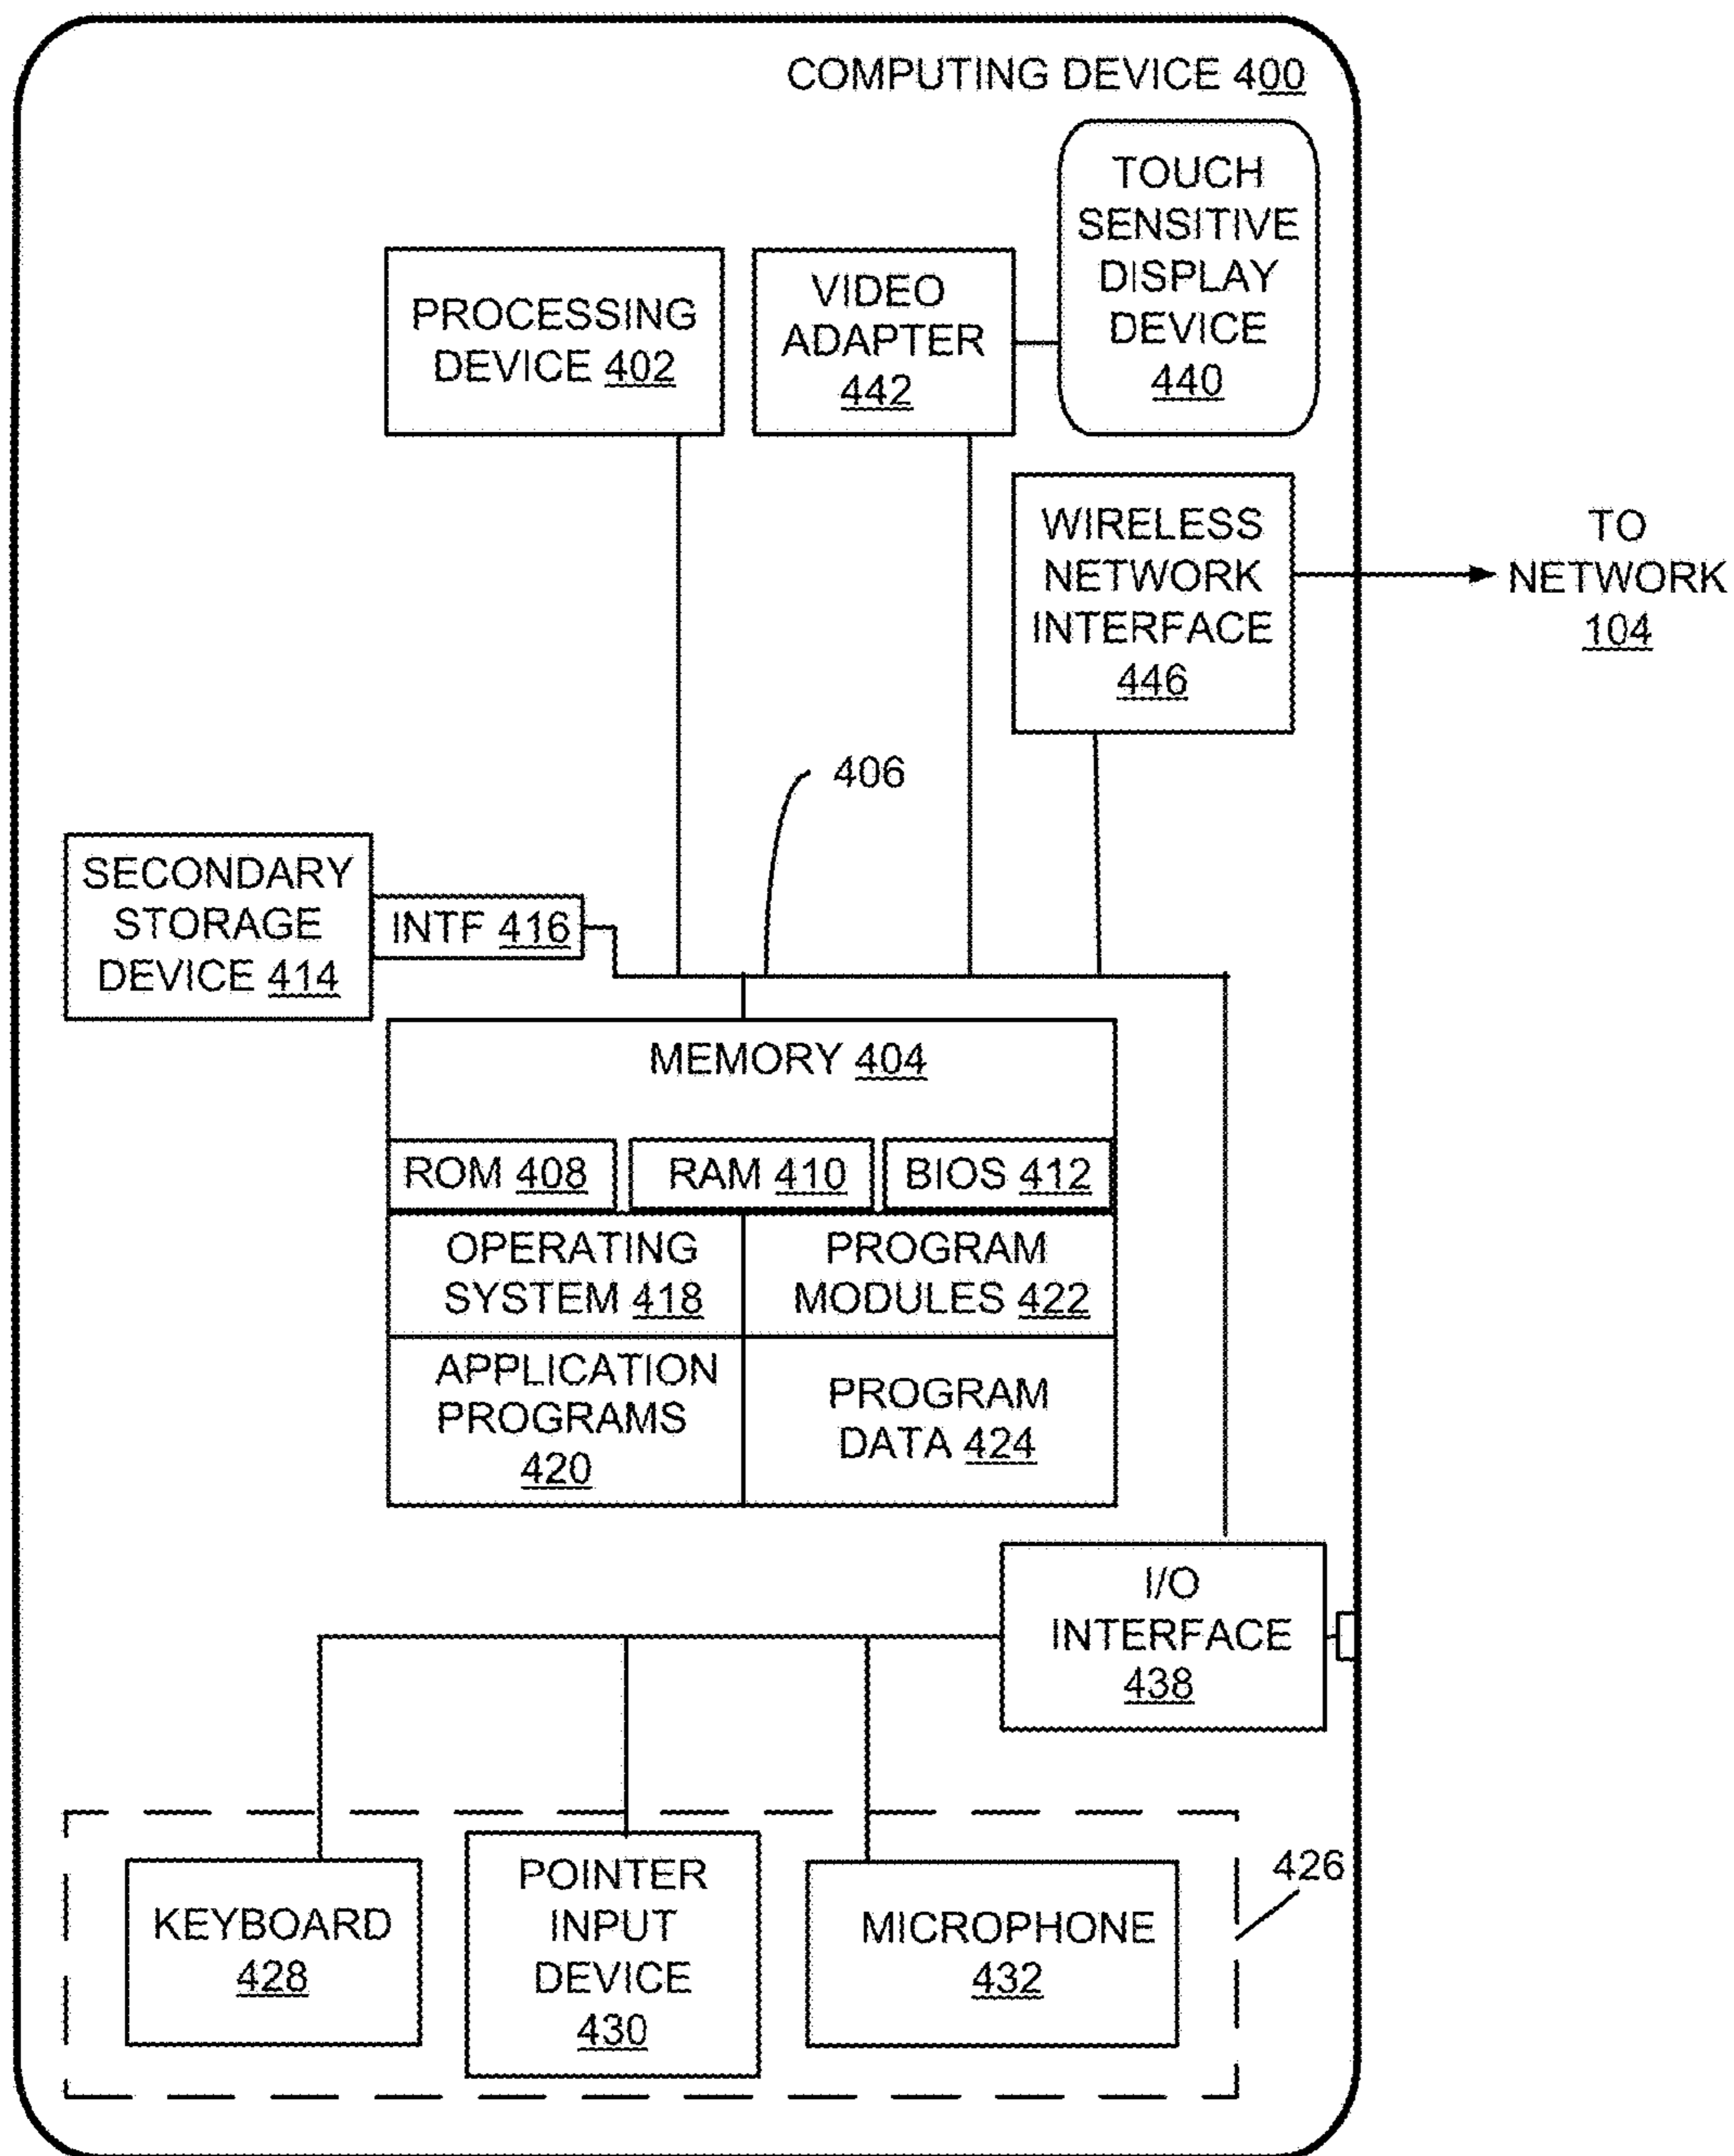 COMPUTING DEVICE 400
TOUCH
SENSITIVE
DISPLAY
DEVICE
440
PROCESSING
DEVICE 402
VIDEO
ADAPTER
442
WIRELESS
NETWORK
INTERFACE
446
TO
NETWORK
104
406
SECONDARY
STORAGE
DEVICE 414
INTF 416
MEMORY 404
ROM 408
RAM 410
BIOS 412
OPERATING
SYSTEM 418
PROGRAM
MODULES 422
APPLICATION
PROGRAMS
420
PROGRAM
DATA 424
I/O
INTERFACE
438
426
KEYBOARD
428
POINTER
INPUT
DEVICE
430
MICROPHONE
432